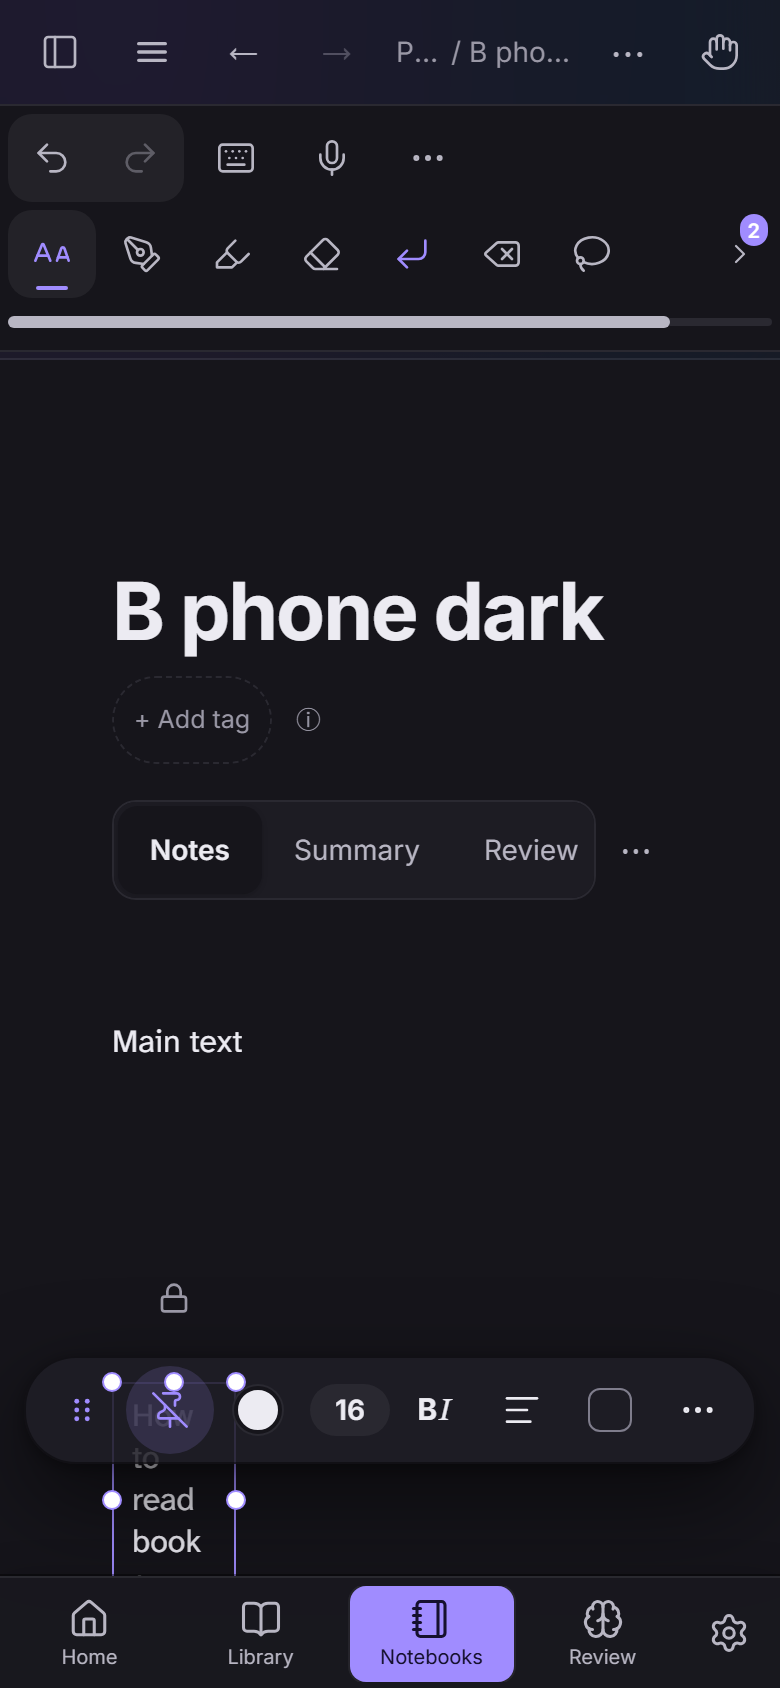 P... / B pho...
2
B phone dark
+ Add tag
Notes Summary Review
Main text
How
16 BI
to
read
book
Home Library Notebooks Review